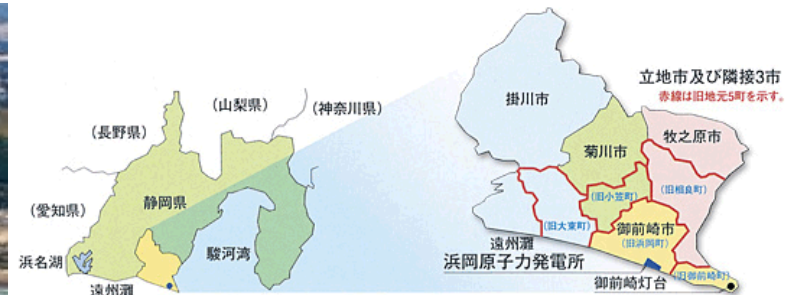 (山梨県)
(神奈川県)
(長野県)
(愛知県)
静岡県
浜名湖
遠州灘
駿河湾
立地市及び隣接3市
赤線は旧地元5町を示す。
掛川市
菊川市
牧之原市
(旧相良町)
(旧小笠町)
(旧大東町)
御前崎市
(旧浜岡町)
遠州灘
浜岡原子力発電所
御前崎灯台
(旧御前崎町)